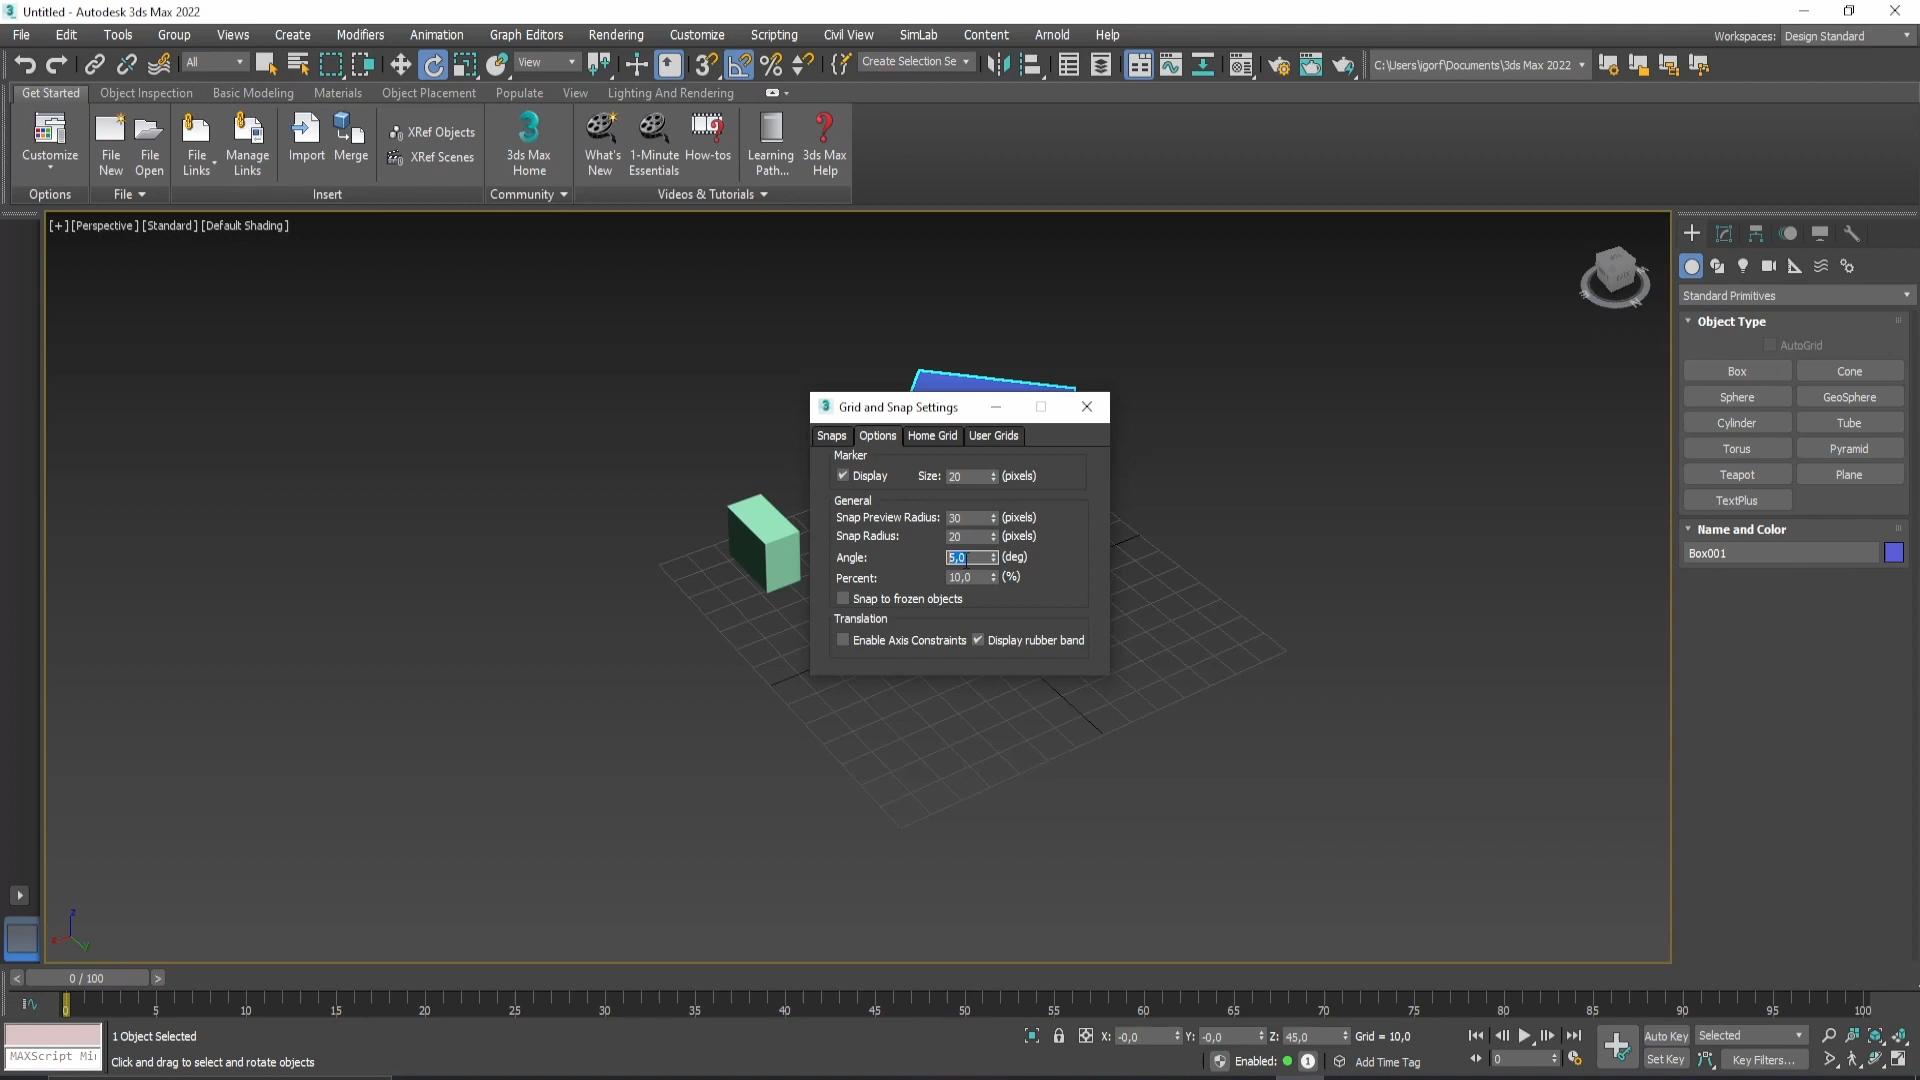 Untitled - Autodesk 3ds Max 2022
File Edit Tools Group Views Create Modifiers Animation Graph Editors Rendering Customize Scripting Civil View SimLab Content Arnold Help Workspaces: Design Standard
All View Create Selection Se C:\Users\jgorf\Documents\3ds Max 2022
Get Started Object Inspection Basic Modeling Materials Object Placement Populate View Lighting And Rendering
Customize File New File Open File Links Manage Links Import Merge XRef Objects XRef Scenes 3ds Max Home What's New 1-Minute Essentials How-tos Learning Path... 3ds Max Help
Options File Insert Community Videos & Tutorials
[+] [Perspective] [Standard] [Default Shading]
Standard Primitives
Object Type
AutoGrid
Box Cone
Sphere GeoSphere
Cylinder Tube
Torus Pyramid
Teapot Plane
TextPlus
Name and Color
Box001
Grid and Snap Settings
Snaps Options Home Grid User Grids
Marker
Display Size: 20 (pixels)
General
Snap Preview Radius: 30 (pixels)
Snap Radius: 20 (pixels)
Angle: 5,0 (deg)
Percent: 10,0 (%)
Snap to frozen objects
Translation
Enable Axis Constraints Display rubber band
z
x y
< 0 / 100 >
0 5 10 15 20 25 30 35 40 45 50 55 60 65 70 75 80 85 90 95 100
1 Object Selected X: -0,0 Y: -0,0 Z: 45,0 Grid = 10,0 Auto Key Selected
MAXScript Mi Click and drag to select and rotate objects Enabled: 1 Add Time Tag 0 Set Key Key Filters...